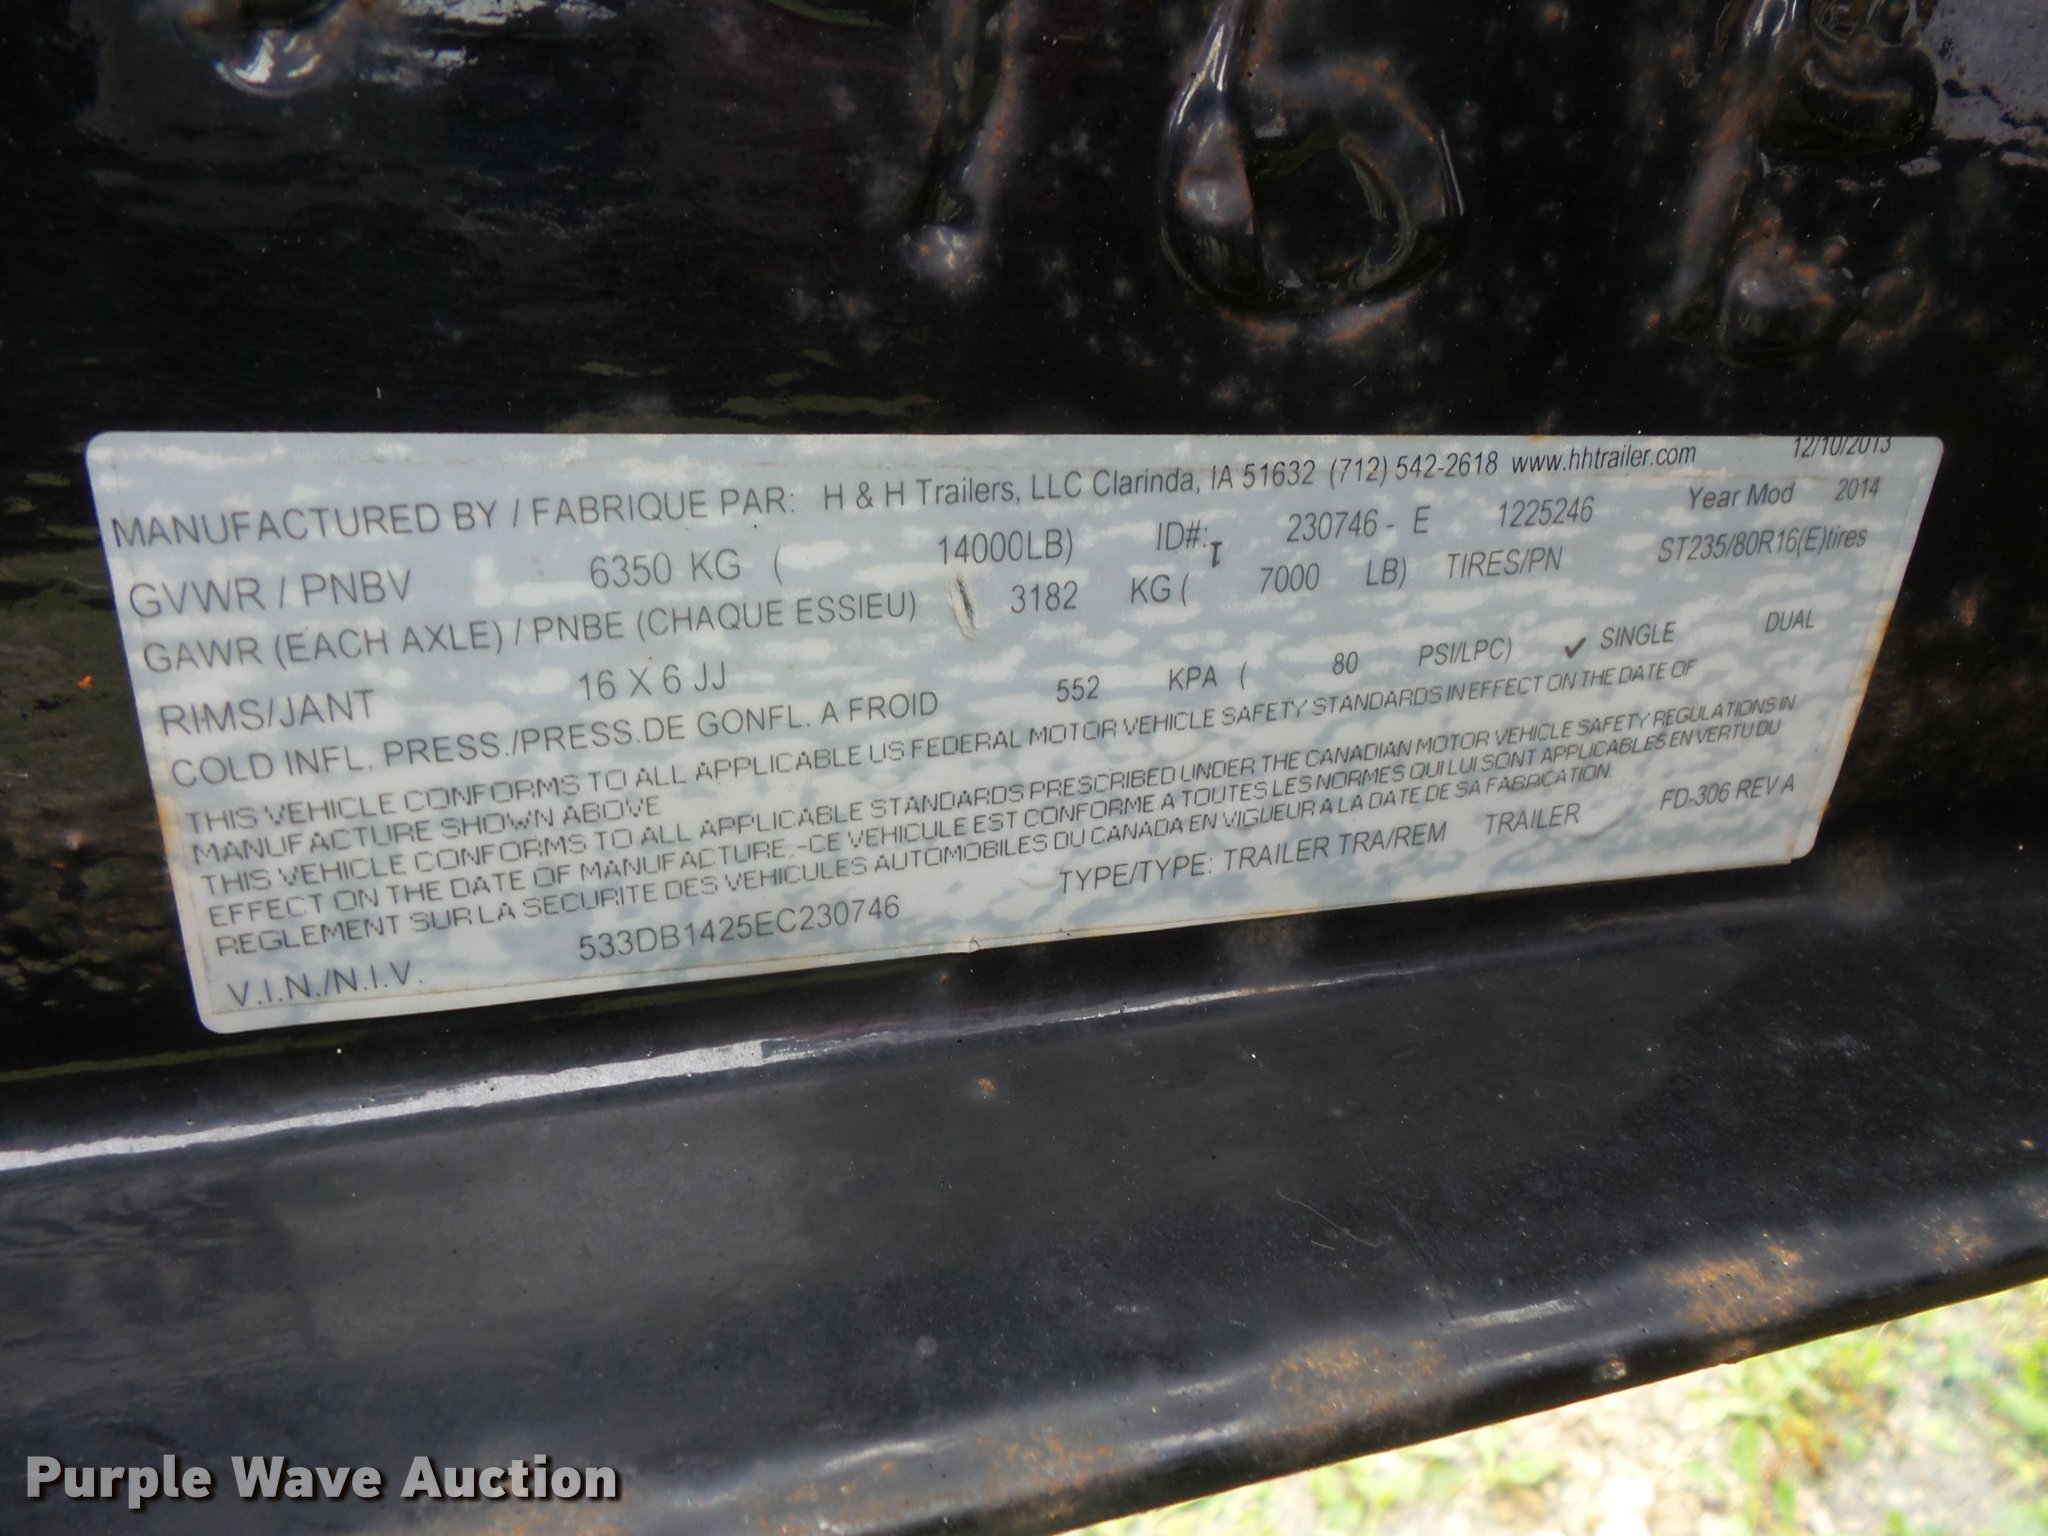 MANUFACTURED BY / FABRIQUE PAR: H & H Trailers, LLC Clarinda, IA 51632 (712) 542-2618 www.hhtrailer.com 12/10/2013
GVWR / PNBV 6350 KG ( 14000LB) ID#: 230746 - E 1225246 Year Mod 2014
GAWR (EACH AXLE) / PNBE (CHAQUE ESSIEU) 3182 KG ( 7000 LB) TIRES/PN ST235/80R16(E)tires
RIMS/JANT 16 X 6 JJ
COLD INFL. PRESS./PRESS.DE GONFL. A FROID 552 KPA ( 80 PSI/LPC) ✓ SINGLE DUAL
THIS VEHICLE CONFORMS TO ALL APPLICABLE US FEDERAL MOTOR VEHICLE SAFETY STANDARDS IN EFFECT ON THE DATE OF
MANUFACTURE SHOWN ABOVE
THIS VEHICLE CONFORMS TO ALL APPLICABLE STANDARDS PRESCRIBED UNDER THE CANADIAN MOTOR VEHICLE SAFETY REGULATIONS IN
EFFECT ON THE DATE OF MANUFACTURE.-CE VEHICULE EST CONFORME A TOUTES LES NORMES QUI LUI SONT APPLICABLES EN VERTU DU
REGLEMENT SUR LA SECURITE DES VEHICULES AUTOMOBILES DU CANADA EN VIGUEUR A LA DATE DE SA FABRICATION.
V.I.N./N.I.V. 533DB1425EC230746 TYPE/TYPE: TRAILER TRA/REM TRAILER FD-306 REV A
Purple Wave Auction